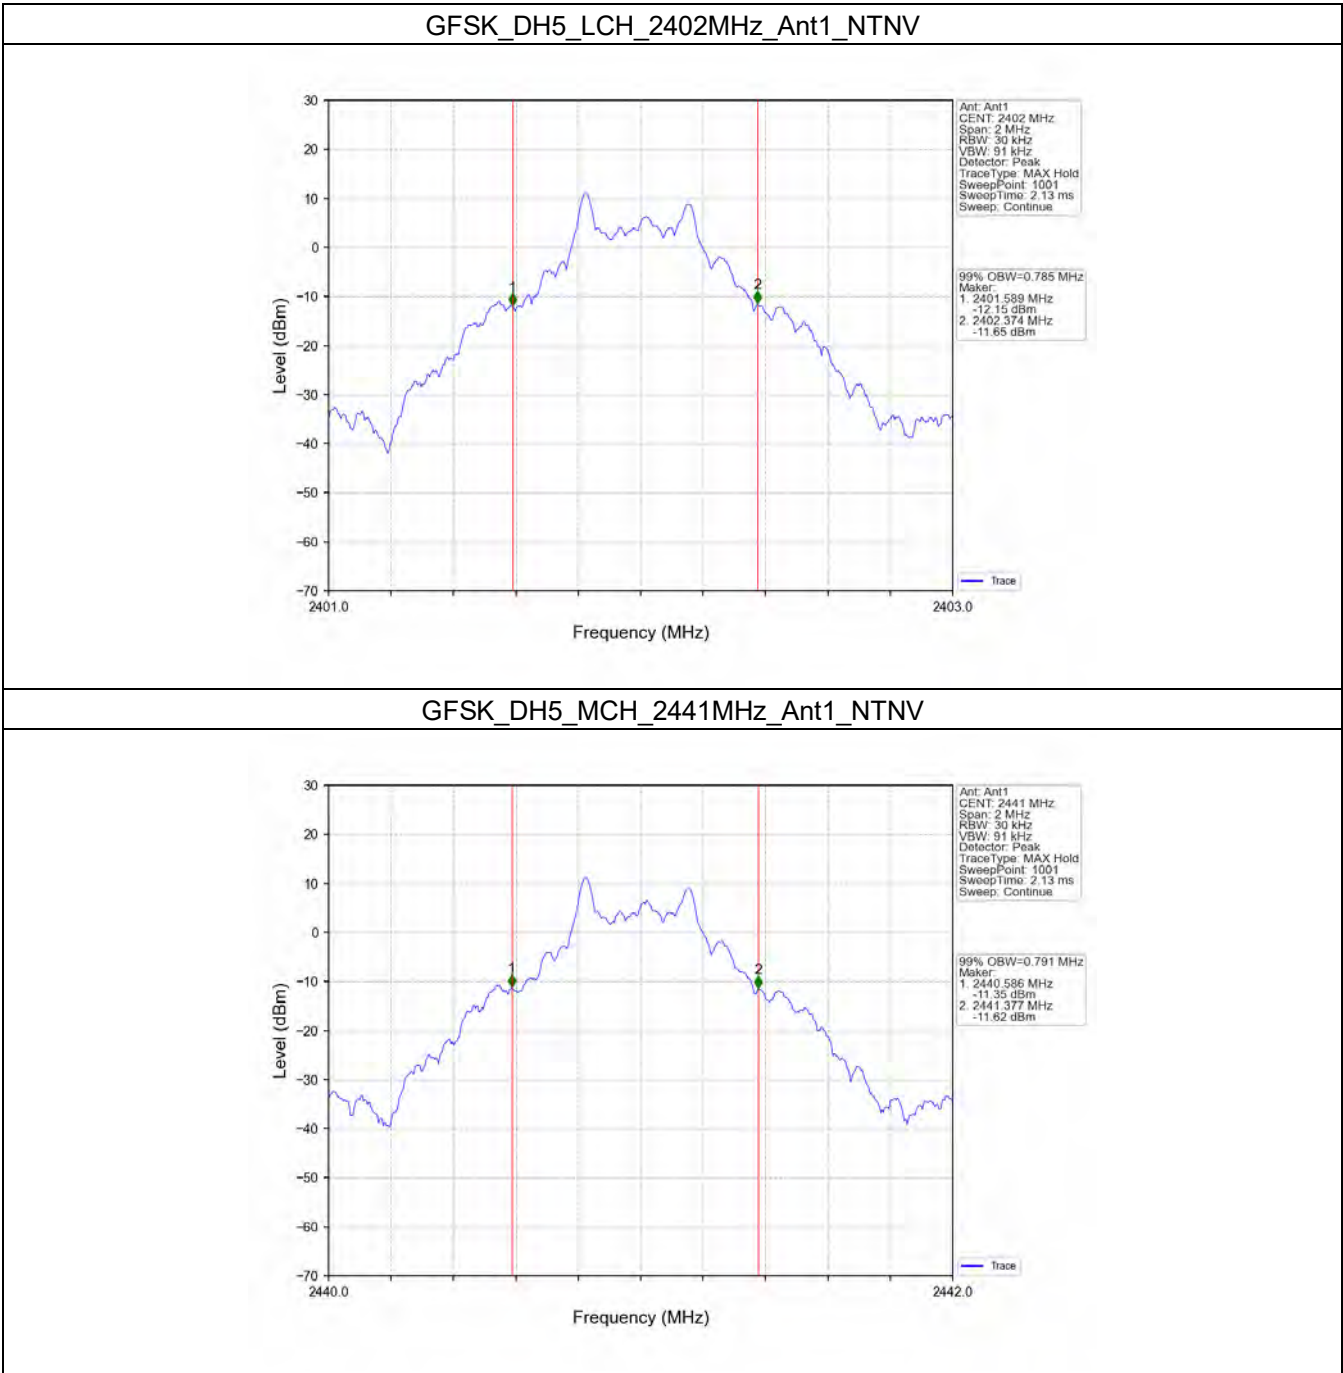 GFSK_DH5_LCH_2402MHz_Ant1_NTNV
30
20
10
0
−10
−20
−30
−40
−50
−60
−70
Level (dBm)
1
2
2401.0
2403.0
Frequency (MHz)
Ant: Ant1
CENT: 2402 MHz
Span: 2 MHz
RBW: 30 kHz
VBW: 91 kHz
Detector: Peak
TraceType: MAX Hold
SweepPoint: 1001
SweepTime: 2.13 ms
Sweep: Continue
99% OBW=0.785 MHz
Maker:
1. 2401.589 MHz
-12.15 dBm
2. 2402.374 MHz
-11.65 dBm
Trace
GFSK_DH5_MCH_2441MHz_Ant1_NTNV
30
20
10
0
−10
−20
−30
−40
−50
−60
−70
Level (dBm)
1
2
2440.0
2442.0
Frequency (MHz)
Ant: Ant1
CENT: 2441 MHz
Span: 2 MHz
RBW: 30 kHz
VBW: 91 kHz
Detector: Peak
TraceType: MAX Hold
SweepPoint: 1001
SweepTime: 2.13 ms
Sweep: Continue
99% OBW=0.791 MHz
Maker:
1. 2440.586 MHz
-11.35 dBm
2. 2441.377 MHz
-11.62 dBm
Trace